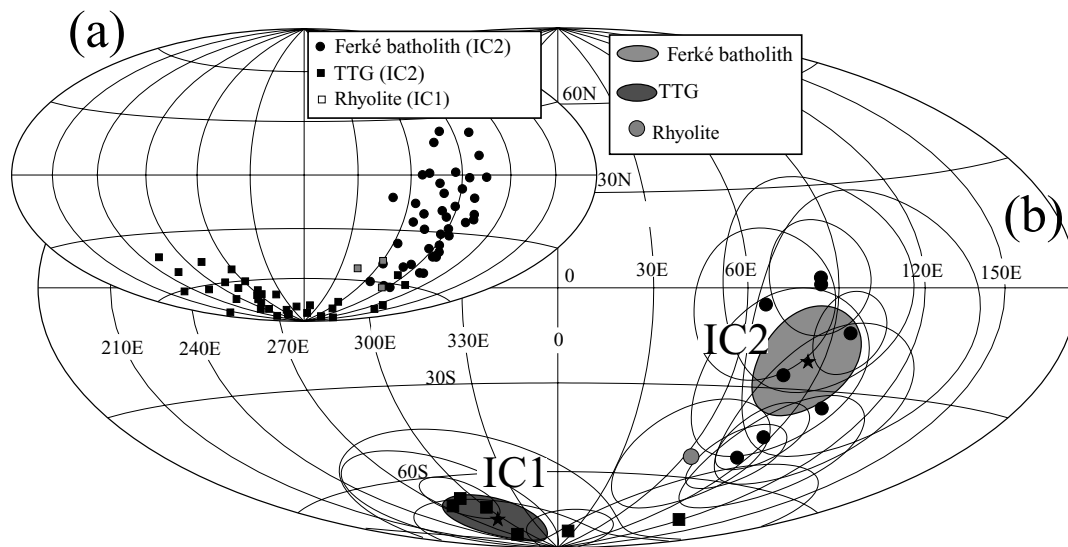 (a)
Ferké batholith (IC2)
TTG (IC2)
Rhyolite (IC1)
Ferké batholith
TTG
Rhyolite
60N
30N
(b)
0
30E
60E
120E
150E
IC2
210E
240E
270E
300E
330E
0
30S
60S
IC1